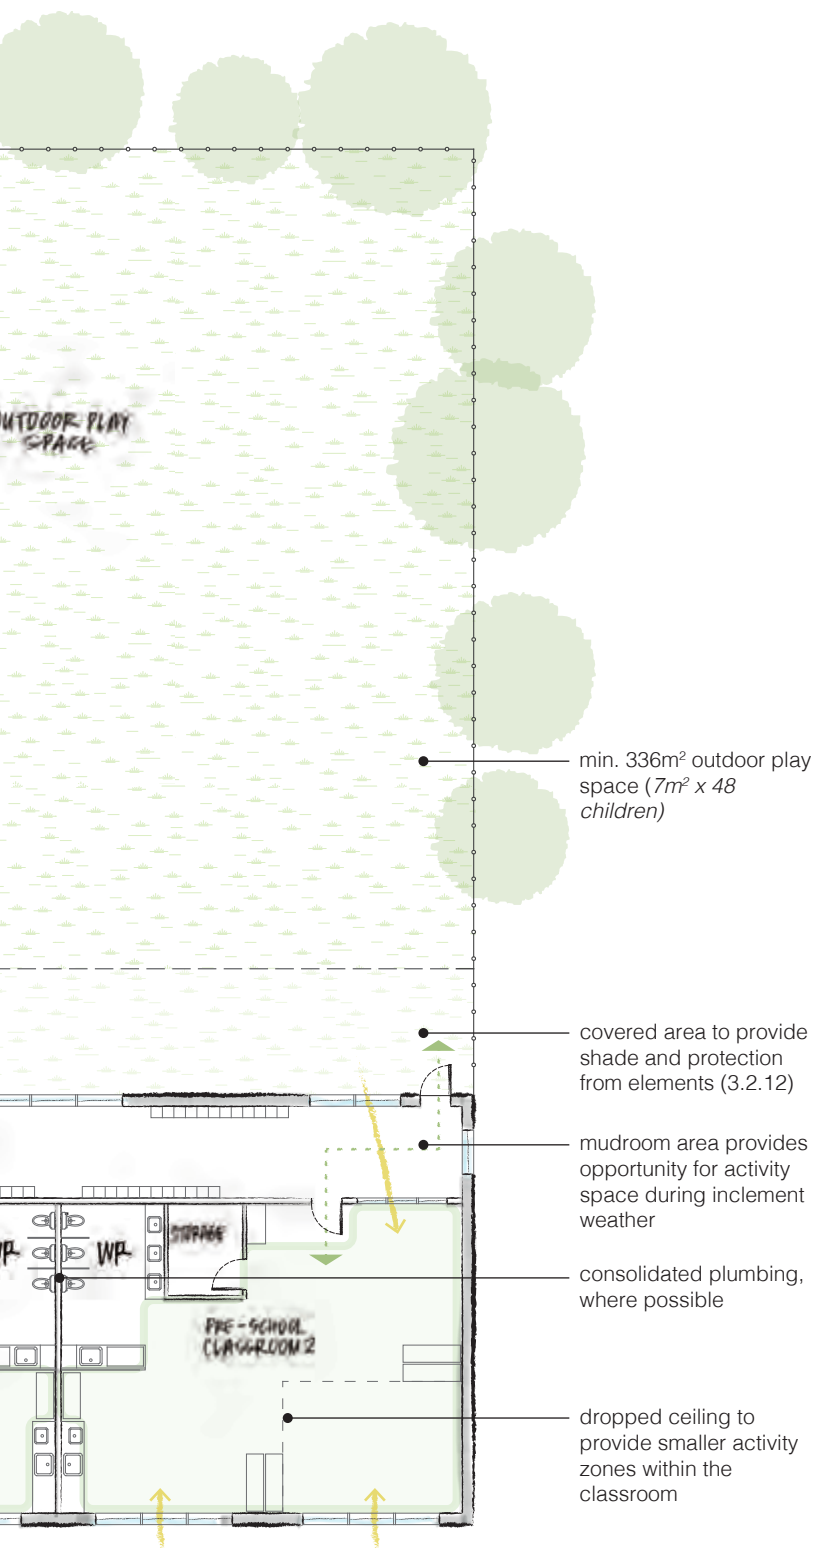 OUTDOOR PLAY
SPACE
min. 336m² outdoor play
space (7m² x 48
children)
covered area to provide
shade and protection
from elements (3.2.12)
mudroom area provides
opportunity for activity
space during inclement
weather
WR
WR
STORAGE
consolidated plumbing,
where possible
PRE-SCHOOL
CLASSROOM 2
dropped ceiling to
provide smaller activity
zones within the
classroom